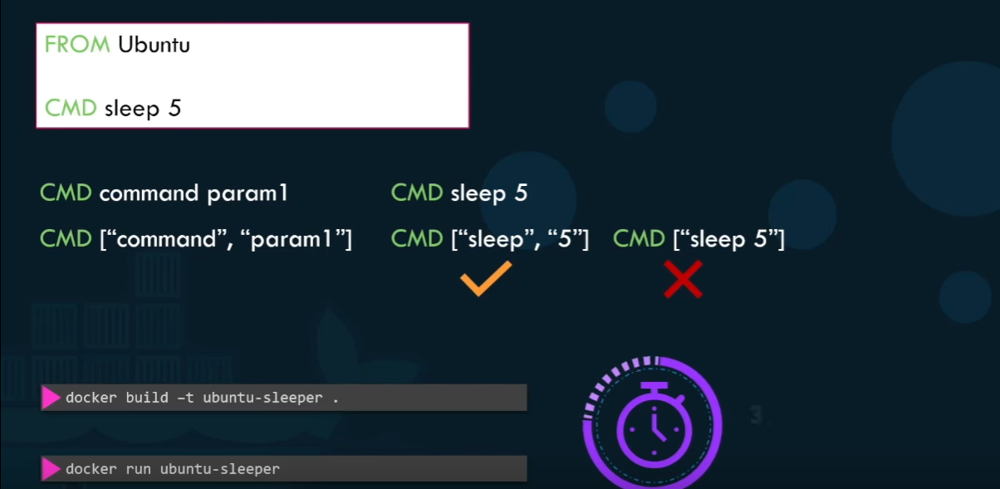 FROM Ubuntu
CMD sleep 5
CMD command param1 CMD sleep 5
CMD [“command”, “param1”] CMD [“sleep”, “5”] CMD [“sleep 5”]
docker build –t ubuntu-sleeper .
3
docker run ubuntu-sleeper